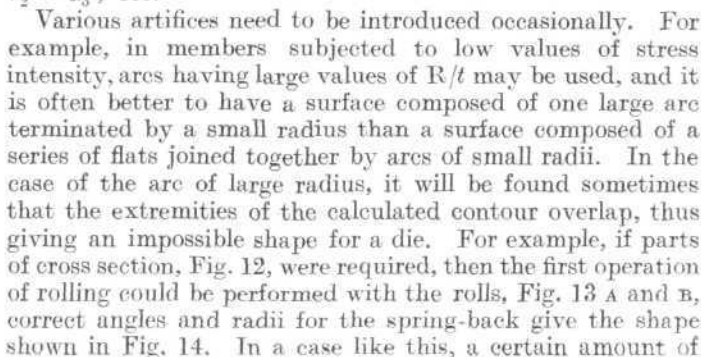 Various artifices need to be introduced occasionally. For
example, in members subjected to low values of stress
intensity, arcs having large values of R/t may be used, and it
is often better to have a surface composed of one large arc
terminated by a small radius than a surface composed of a
series of flats joined together by arcs of small radii. In the
case of the arc of large radius, it will be found sometimes
that the extremities of the calculated contour overlap, thus
giving an impossible shape for a die. For example, if parts
of cross section, Fig. 12, were required, then the first operation
of rolling could be performed with the rolls, Fig. 13 A and B,
correct angles and radii for the spring-back give the shape
shown in Fig. 14. In a case like this, a certain amount of